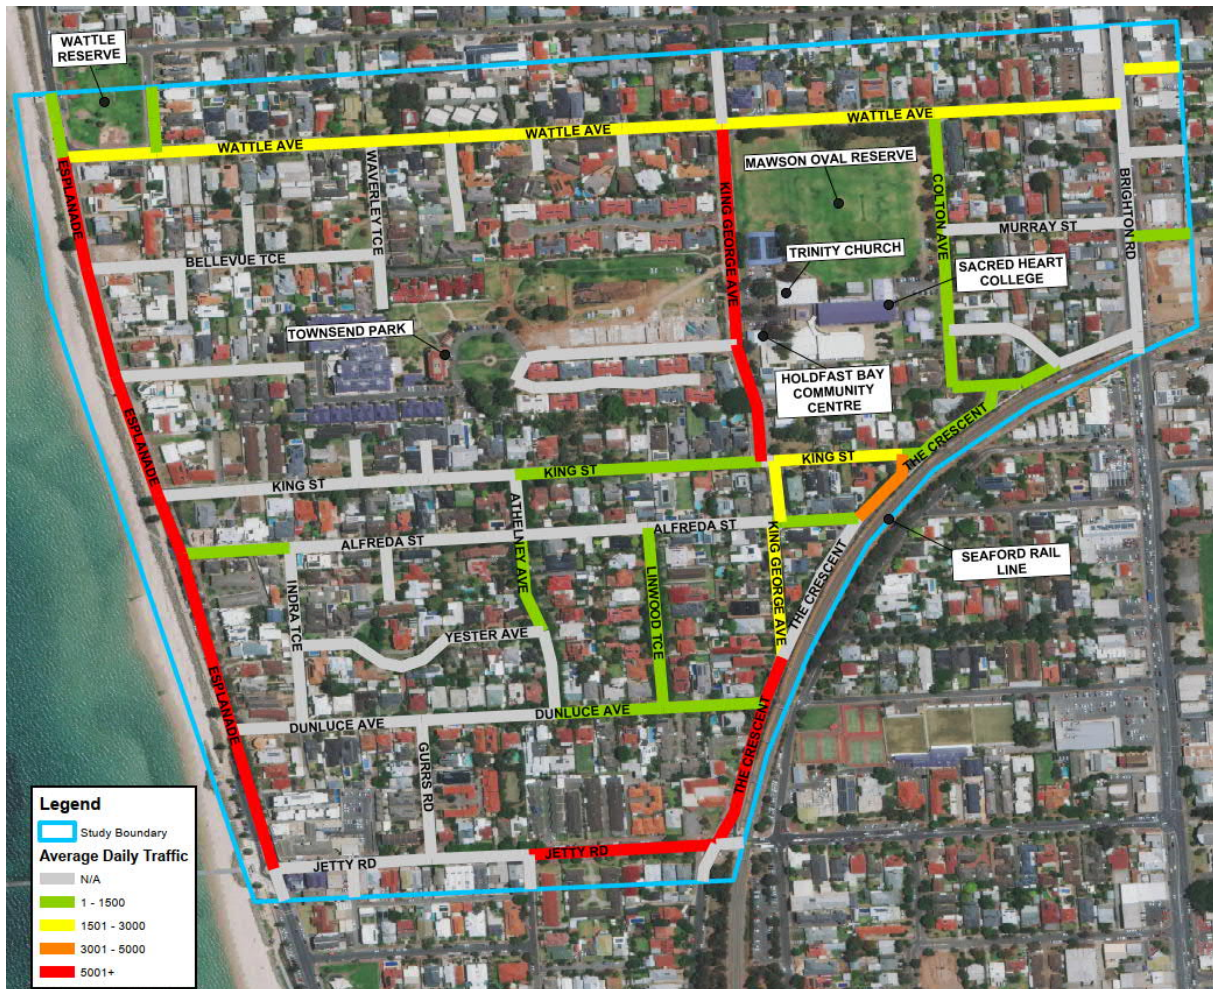 WATTLE
RESERVE
WATTLE AVE
WATTLE AVE
WATTLE AVE
ESPLANADE
WAVERLEY TCE
KING GEORGE AVE
MAWSON OVAL RESERVE
COLTON AVE
BRIGHTON RD
MURRAY ST
BELLEVUE TCE
TRINITY CHURCH
SACRED HEART
COLLEGE
TOWNSEND PARK
HOLDFAST BAY
COMMUNITY
CENTRE
ESPLANADE
THE CRESCENT
KING ST
KING ST
KING ST
ATHELNEY AVE
ALFREDA ST
ALFREDA ST
KING GEORGE AVE
SEAFORD RAIL
LINE
INDRA TCE
LINWOOD TCE
THE CRESCENT
YESTER AVE
ESPLANADE
DUNLUCE AVE
DUNLUCE AVE
GURRS RD
THE CRESCENT
JETTY RD
JETTY RD
Legend
Study Boundary
Average Daily Traffic
N/A
1 - 1500
1501 - 3000
3001 - 5000
5001+